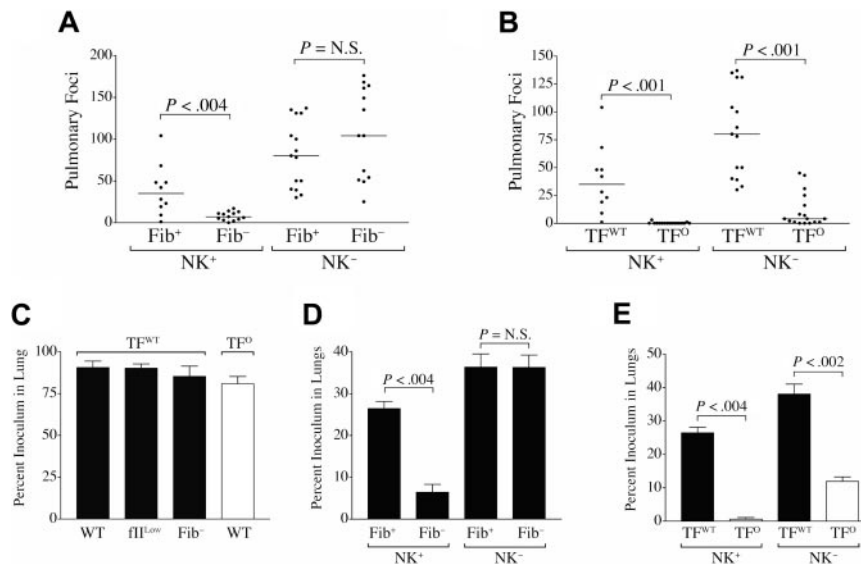 A
Pulmonary Foci
200
150
100
50
0
P < .004
P = N.S.
Fib⁺ Fib⁻ Fib⁺ Fib⁻
NK⁺ NK⁻
B
Pulmonary Foci
150
125
100
75
50
25
0
P < .001
P < .001
TFᵂᵀ TFᴼ TFᵂᵀ TFᴼ
NK⁺ NK⁻
C
Percent Inoculum in Lung
100
75
50
25
0
TFᵂᵀ TFᴼ
WT fIIᴸᵒʷ Fib⁻ WT
D
Percent Inoculum in Lungs
40
30
20
10
0
P < .004
P = N.S.
Fib⁺ Fib⁻ Fib⁺ Fib⁻
NK⁺ NK⁻
E
Percent Inoculum in Lungs
50
40
30
20
10
0
P < .004
P < .002
TFᵂᵀ TFᴼ TFᵂᵀ TFᴼ
NK⁺ NK⁻